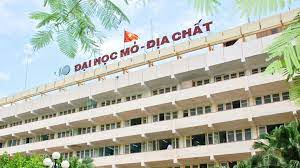 ĐẠI HỌC MỎ - ĐỊA CHẤT